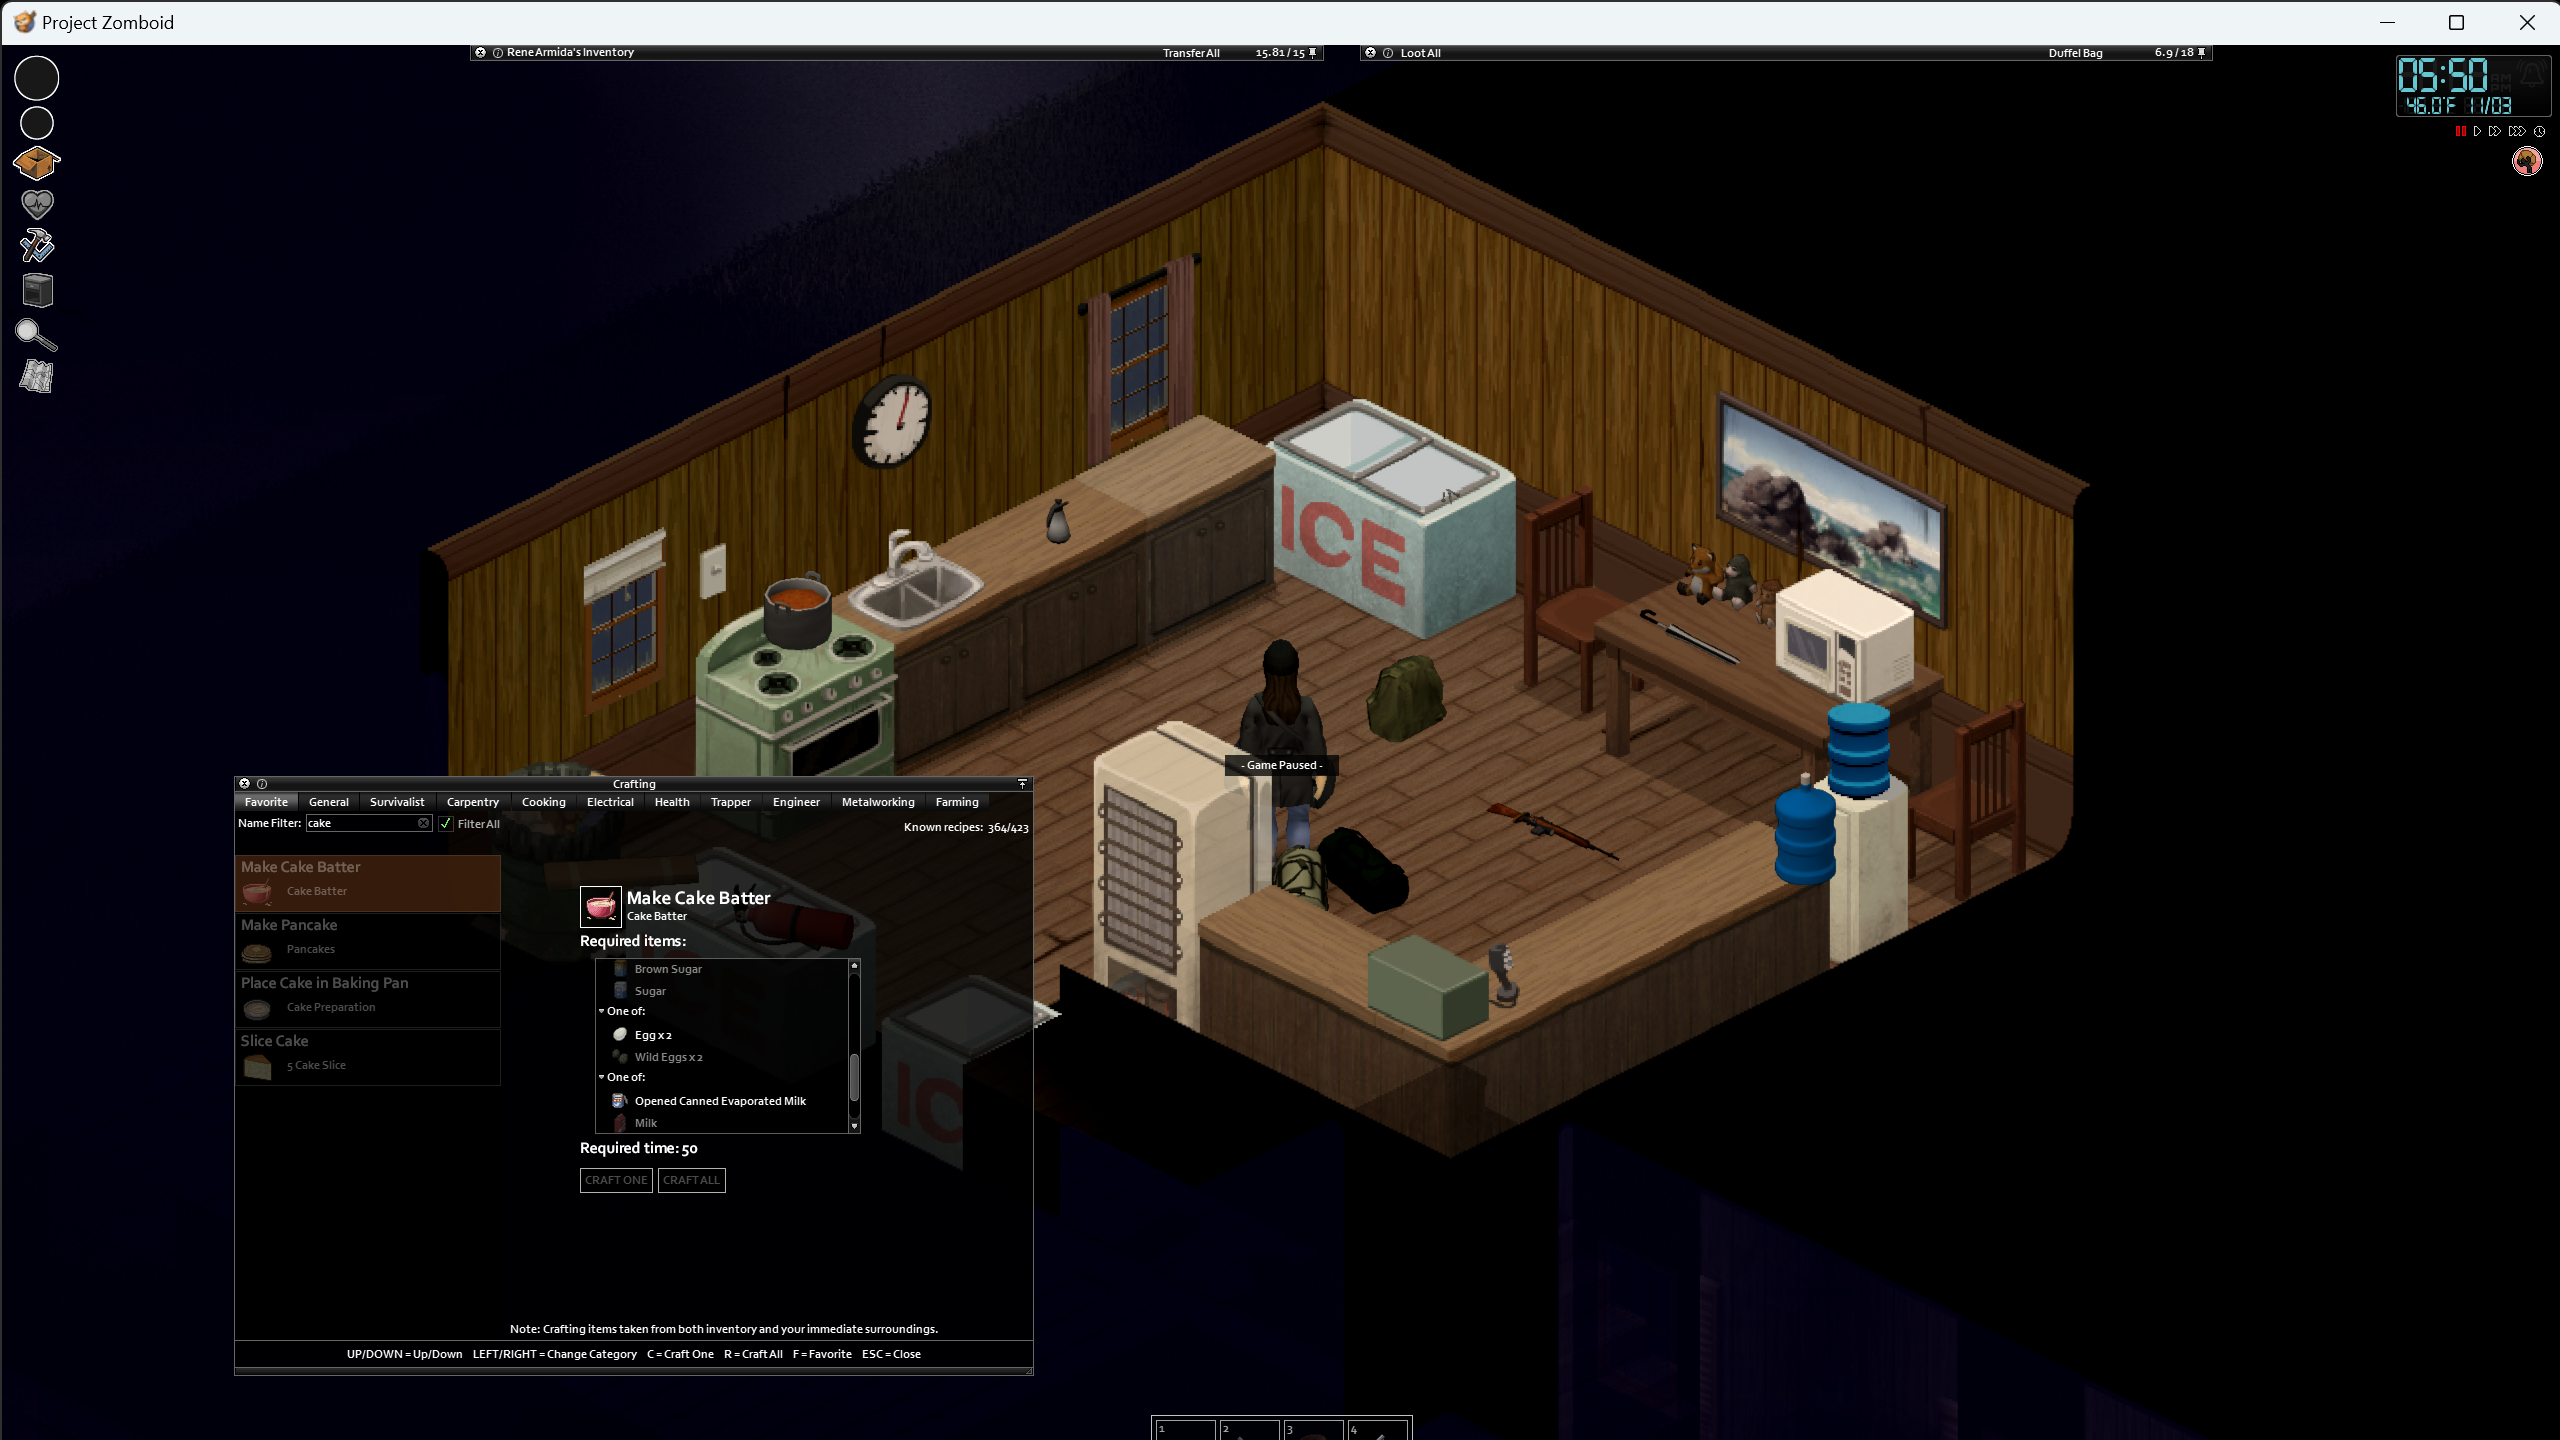 Project Zomboid
Rene Armida's Inventory
Transfer All
15.81 / 15
Loot All
Duffel Bag
6.9 / 18
05:50
AM
PM
-46.0°F 11/03
ICE
- Game Paused -
Crafting
Favorite
General
Survivalist
Carpentry
Cooking
Electrical
Health
Trapper
Engineer
Metalworking
Farming
Name Filter:
cake
Filter All
Known recipes: 364/423
Make Cake Batter
Cake Batter
Make Pancake
Pancakes
Place Cake in Baking Pan
Cake Preparation
Slice Cake
5 Cake Slice
Make Cake Batter
Cake Batter
Required items:
Brown Sugar
Sugar
One of:
Egg x 2
Wild Eggs x 2
One of:
Opened Canned Evaporated Milk
Milk
Required time: 50
CRAFT ONE
CRAFT ALL
Note: Crafting items taken from both inventory and your immediate surroundings.
UP/DOWN = Up/Down LEFT/RIGHT = Change Category C = Craft One R = Craft All F = Favorite ESC = Close
1
2
3
4